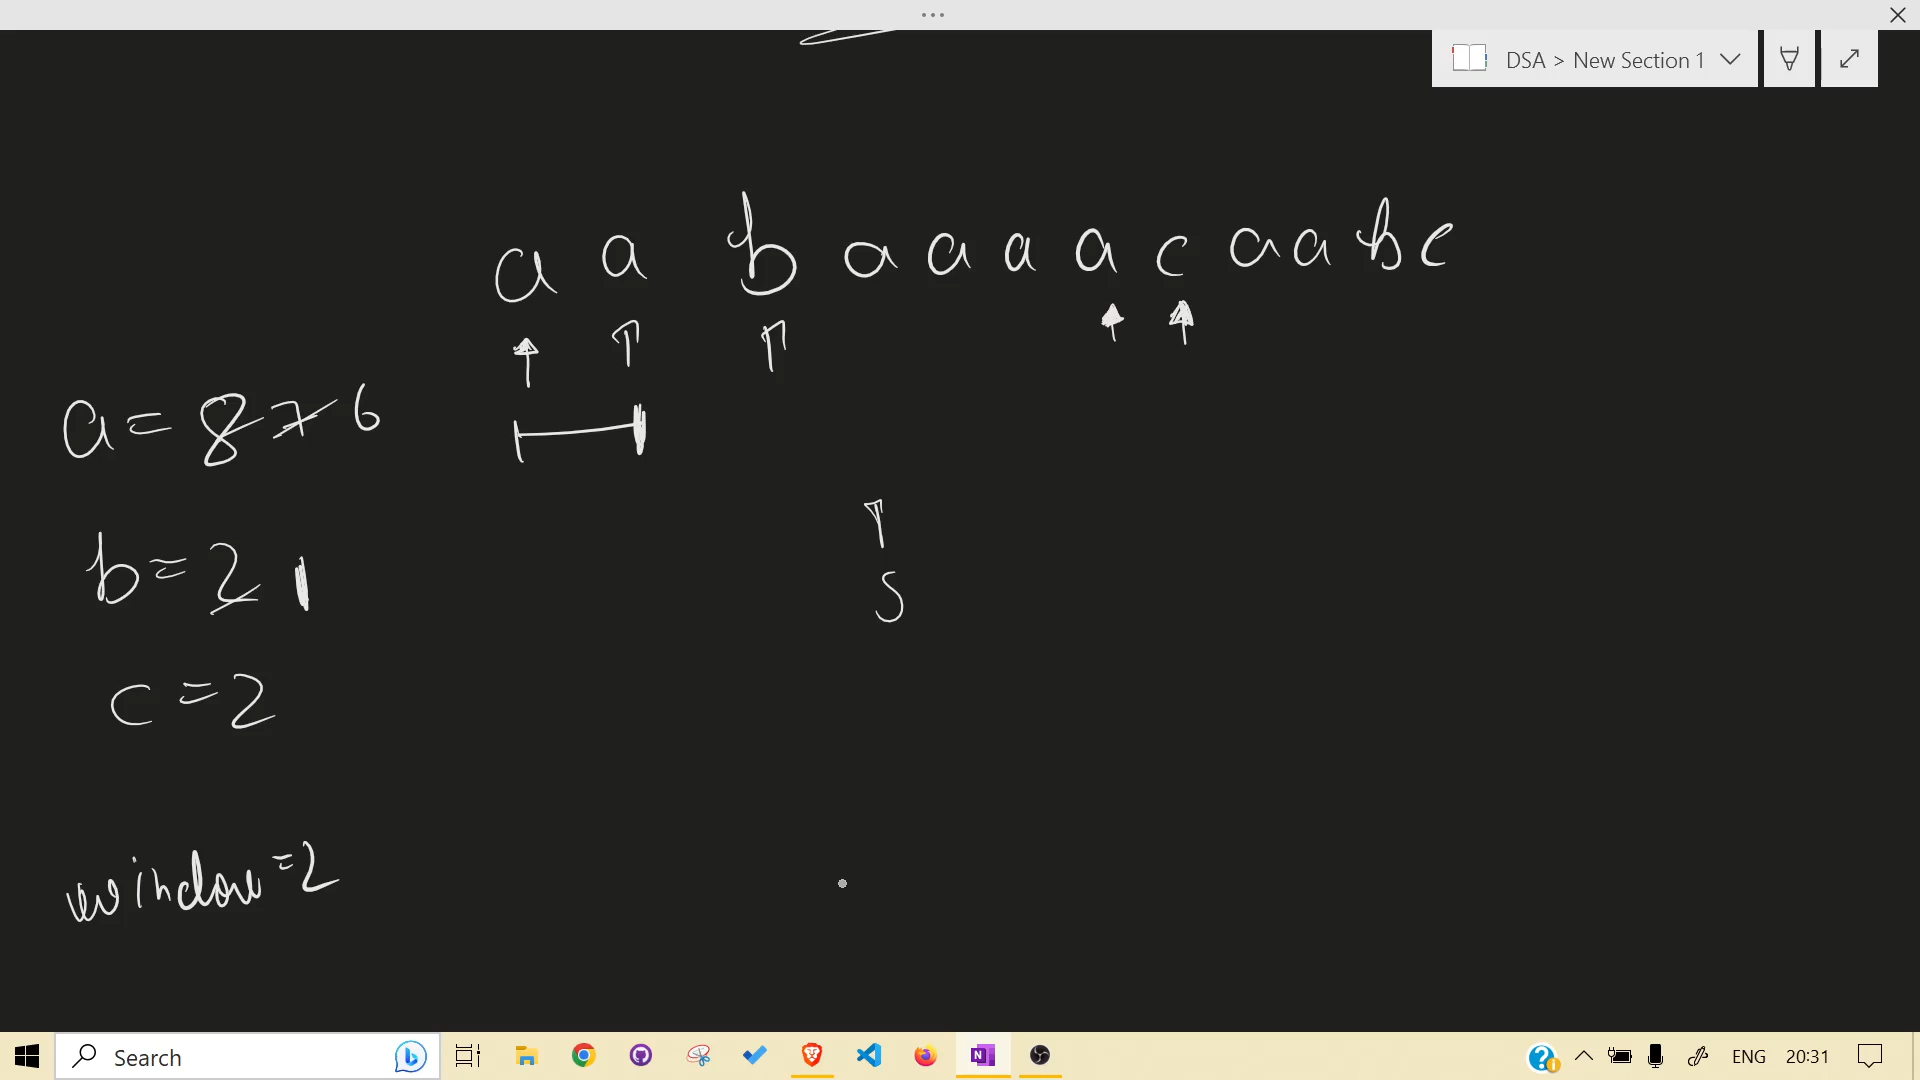 DSA > New Section 1
a a b a a a a c a a b c
a = 8 7 6
b = 2 1
S
c = 2
window = 2
Search
ENG
20:31